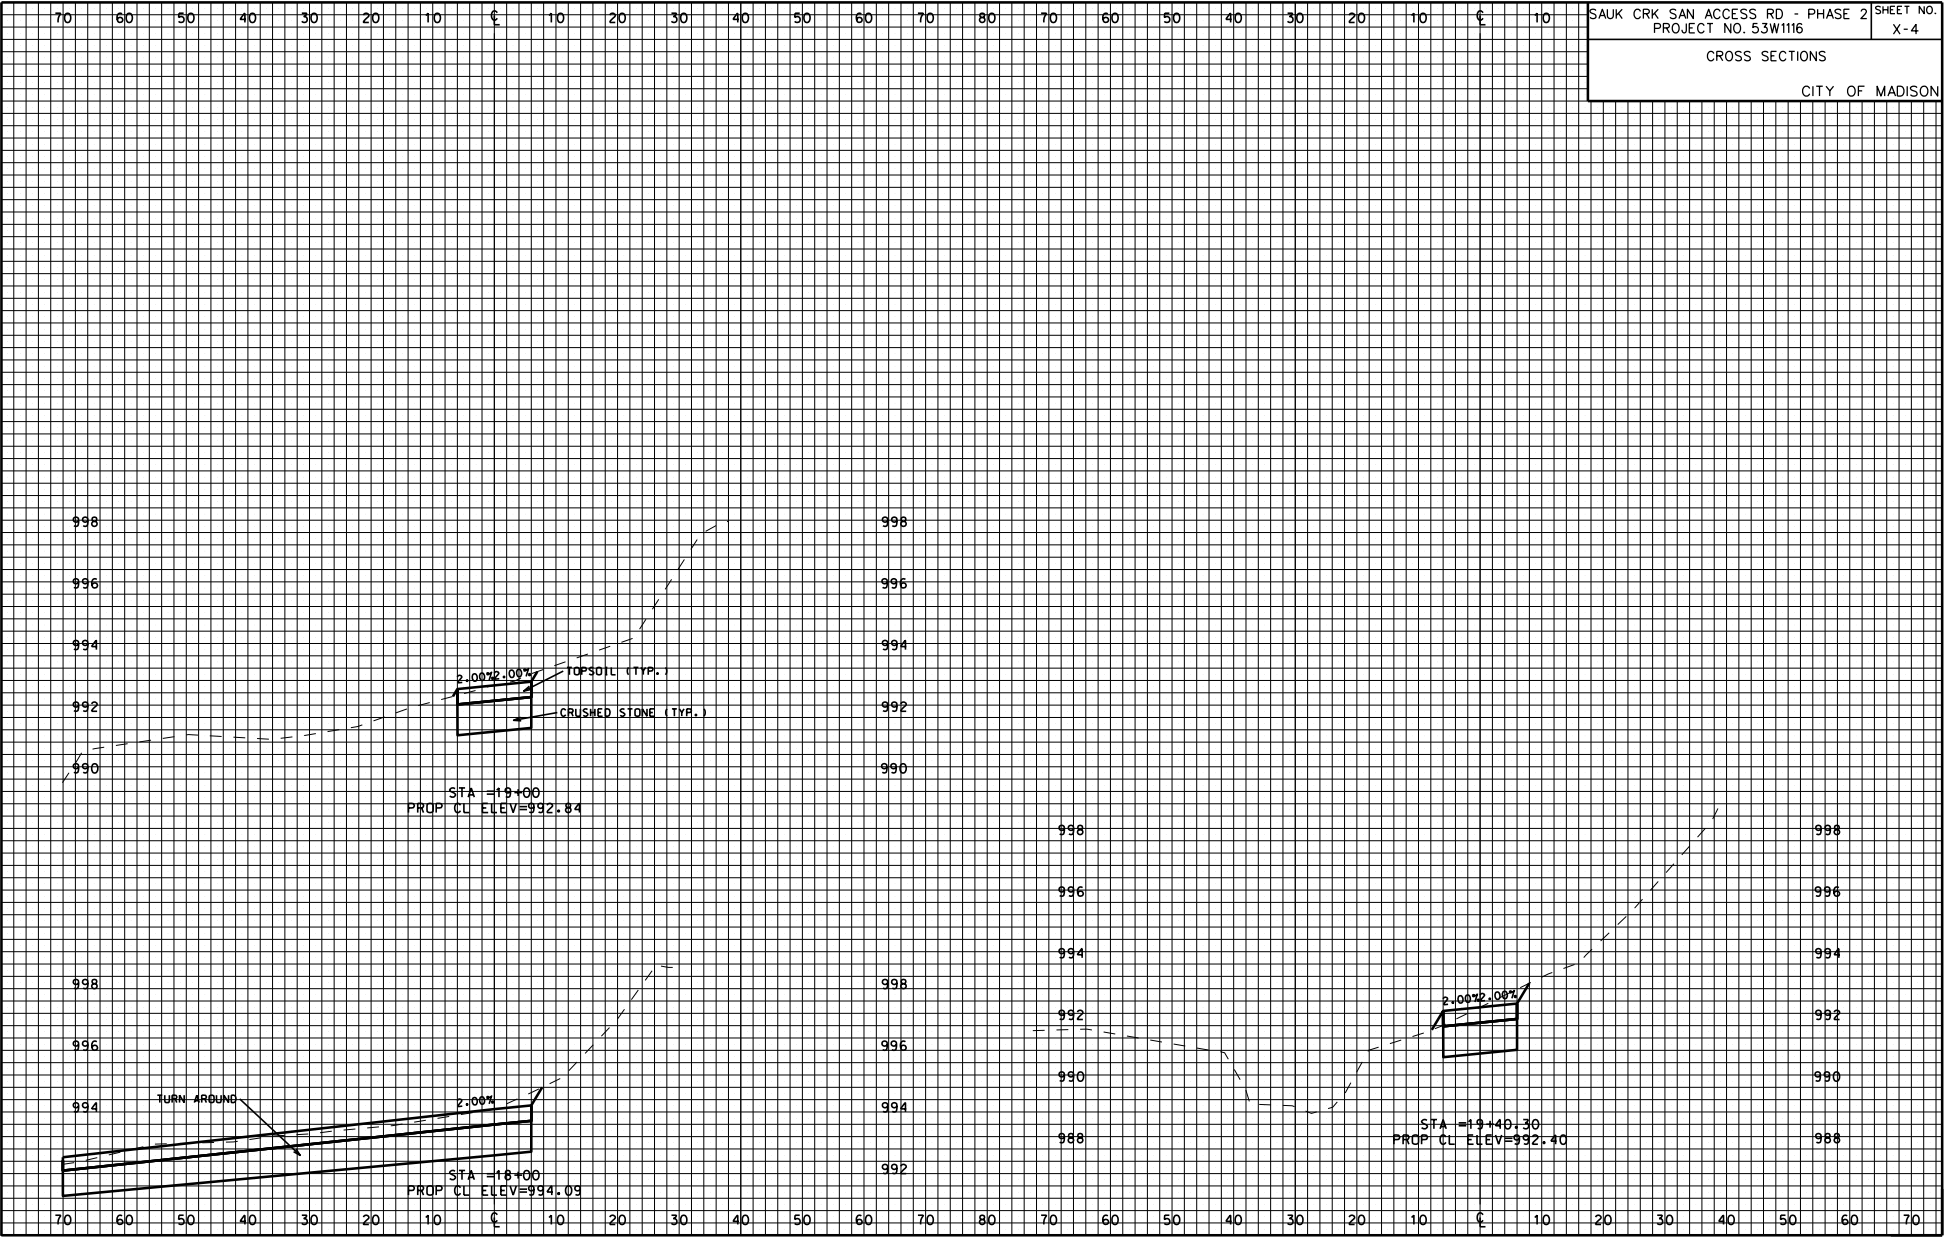 70 60 50 40 30 20 10 ℄ 10 20 30 40 50 60 70 80 70 60 50 40 30 20 10 ℄ 10
SAUK CRK SAN ACCESS RD - PHASE 2
PROJECT NO. 53W1116
SHEET NO.
X-4
CROSS SECTIONS
CITY OF MADISON
998 998
996 996
994 994
2.00% 2.00%
TOPSOIL (TYP.)
992 992
CRUSHED STONE (TYP.)
990 990
STA =19+00
PROP CL ELEV=992.84
998 998
996 996
994 994
2.00% 2.00%
992 992
990 990
988 988
STA =19+40.30
PROP CL ELEV=992.40
998 998
996 996
994 994
2.00%
TURN AROUND
992
STA =18+00
PROP CL ELEV=994.09
70 60 50 40 30 20 10 ℄ 10 20 30 40 50 60 70 80 70 60 50 40 30 20 10 ℄ 10 20 30 40 50 60 70